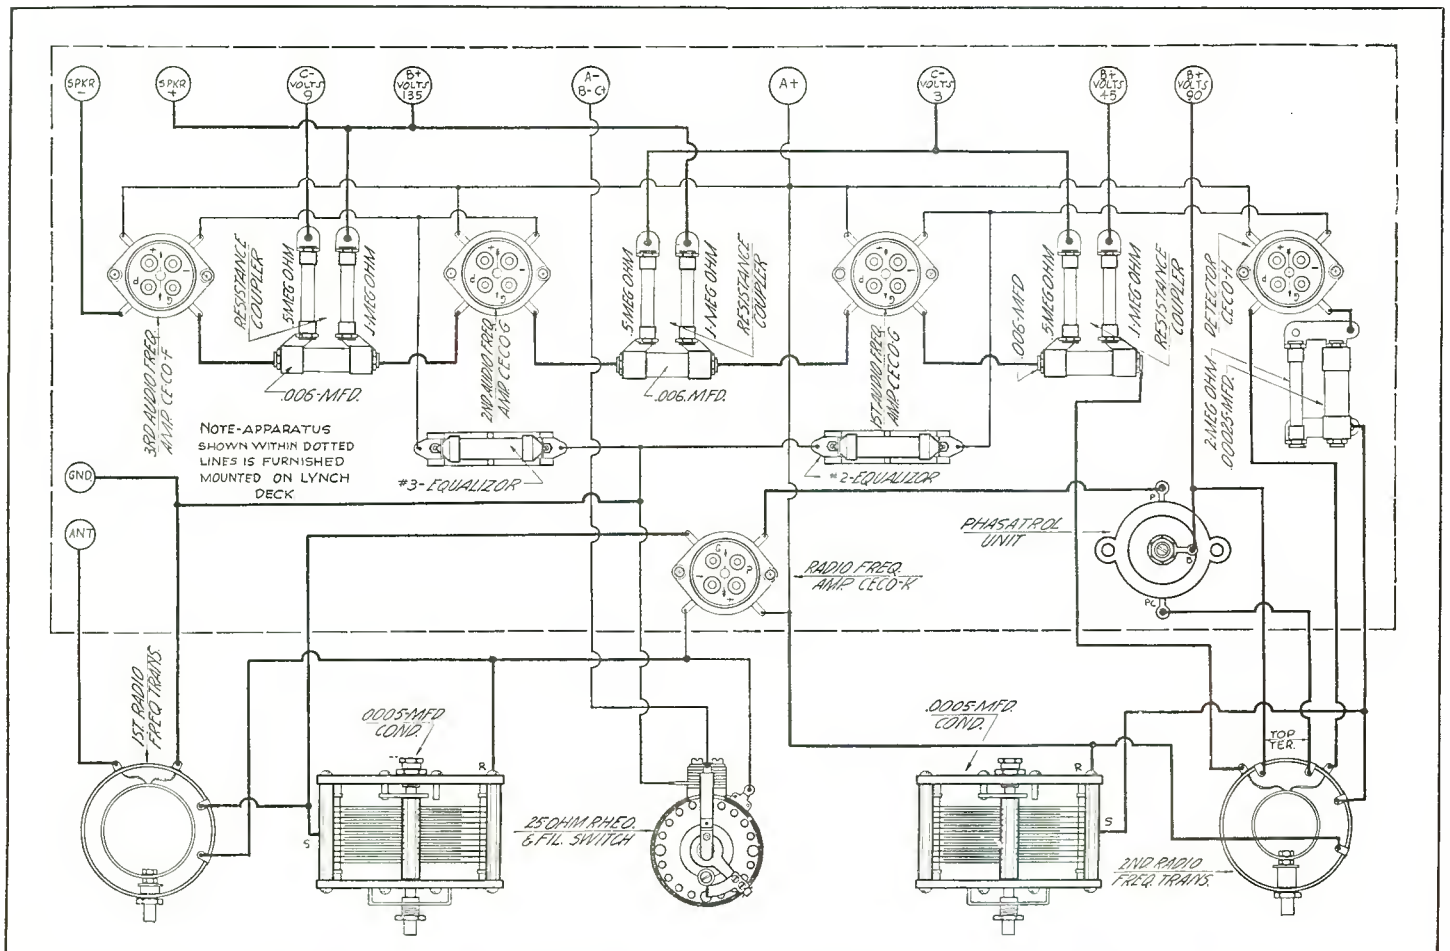 SPKR
-
SPKR
+
C-
VOLTS
9
B+
VOLTS
135
A-
B-C+
A+
C-
VOLTS
3
B+
VOLTS
45
B+
VOLTS
90
3RD AUDIO FREQ.
AMP. CECO-F
RESISTANCE
COUPLER
.5 MEG OHM
.1-MEG OHM
.006-MFD.
2ND AUDIO FREQ.
AMP. CECO G
.5 MEG OHM
.1-MEG OHM
RESISTANCE
COUPLER
.006.MFD.
1ST AUDIO FREQ.
AMP. CECO-G
.006-MFD
.5 MEG OHM
.1-MEG OHM
RESISTANCE
COUPLER
DETECTOR
CECO-H
2-MEG OHM
.00025-MFD.
NOTE-APPARATUS
SHOWN WITHIN DOTTED
LINES IS FURNISHED
MOUNTED ON LYNCH
DECK
#3-EQUALIZOR
#2-EQUALIZOR
GND
ANT
G
P
RADIO FREQ.
AMP. CECO-K
PHASATROL
UNIT
P
B
PC
1ST. RADIO
FREQ. TRANS.
.0005-MFD
COND.
R
S
25 OHM RHEO.
& FIL. SWITCH
.0005-MFD.
COND.
R
S
TOP
TER.
2ND RADIO
FREQ. TRANS.